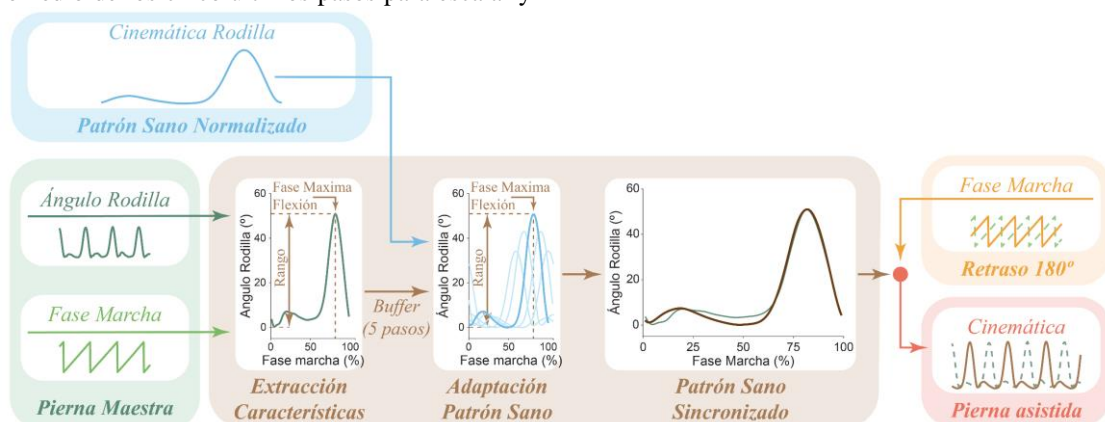 Cinemática Rodilla
Patrón Sano Normalizado
Ángulo Rodilla
Fase Marcha
Pierna Maestra
60
40
20
0
Ángulo Rodilla (º)
Fase Maxima
Flexión
Rango
0
50
100
Fase marcha (%)
Extracción
Características
Buffer
(5 pasos)
60
40
20
0
Ángulo Rodilla (º)
Fase Maxima
Flexión
Rango
0
50
100
Fase marcha (%)
Adaptación
Patrón Sano
60
40
20
0
Ángulo Rodilla (º)
0
25
50
75
100
Fase Marcha (%)
Patrón Sano
Sincronizado
Fase Marcha
Retraso 180º
Cinemática
Pierna asistida